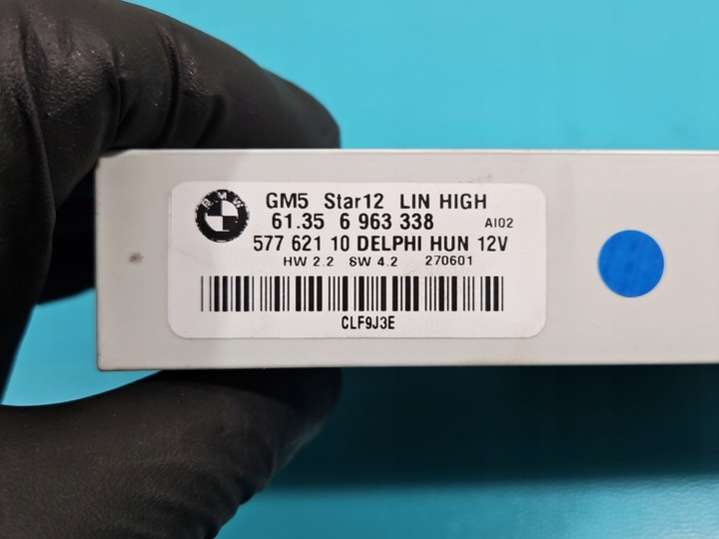 BMW
GM5 Star12 LIN HIGH
61.35 6 963 338 AI02
577 621 10 DELPHI HUN 12V
HW 2.2 SW 4.2 270601
CLF9J3E